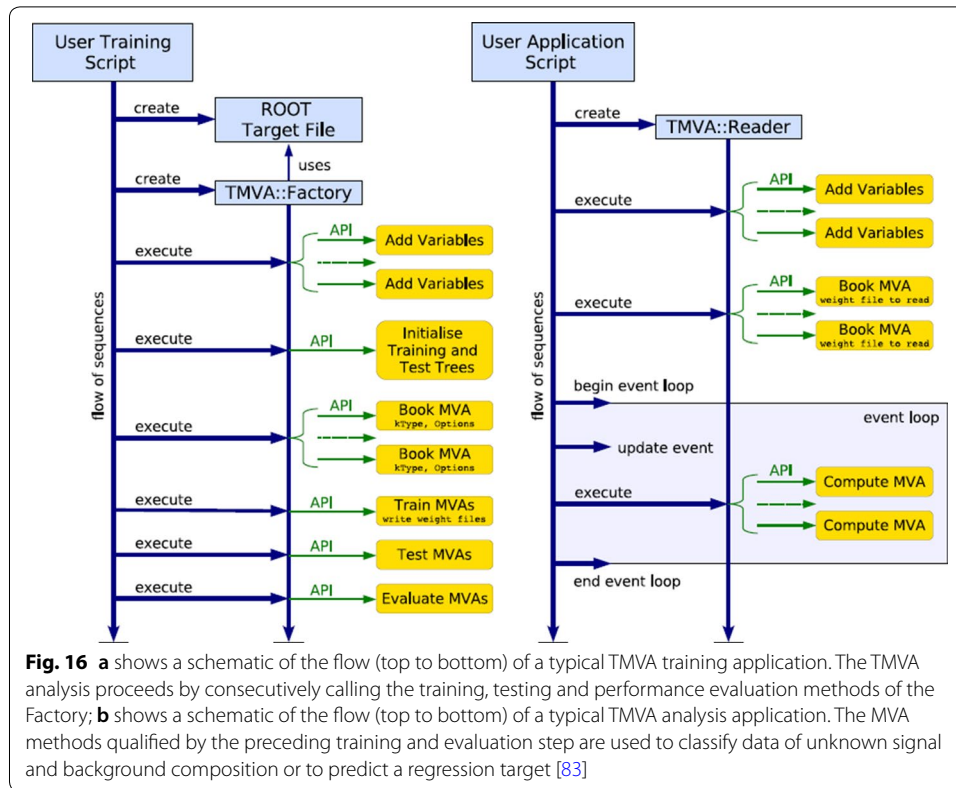 User Training
Script
create
ROOT
Target File
uses
create
TMVA::Factory
execute
API
Add Variables
Add Variables
execute
API
Initialise
Training and
Test Trees
flow of sequences
execute
API
Book MVA
kType, Options
Book MVA
kType, Options
execute
API
Train MVAs
write weight files
execute
API
Test MVAs
execute
API
Evaluate MVAs
User Application
Script
create
TMVA::Reader
execute
API
Add Variables
Add Variables
execute
API
Book MVA
weight file to read
Book MVA
weight file to read
flow of sequences
begin event loop
event loop
update event
execute
API
Compute MVA
Compute MVA
end event loop
Fig. 16 a shows a schematic of the flow (top to bottom) of a typical TMVA training application. The TMVA
analysis proceeds by consecutively calling the training, testing and performance evaluation methods of the
Factory; b shows a schematic of the flow (top to bottom) of a typical TMVA analysis application. The MVA
methods qualified by the preceding training and evaluation step are used to classify data of unknown signal
and background composition or to predict a regression target [83]